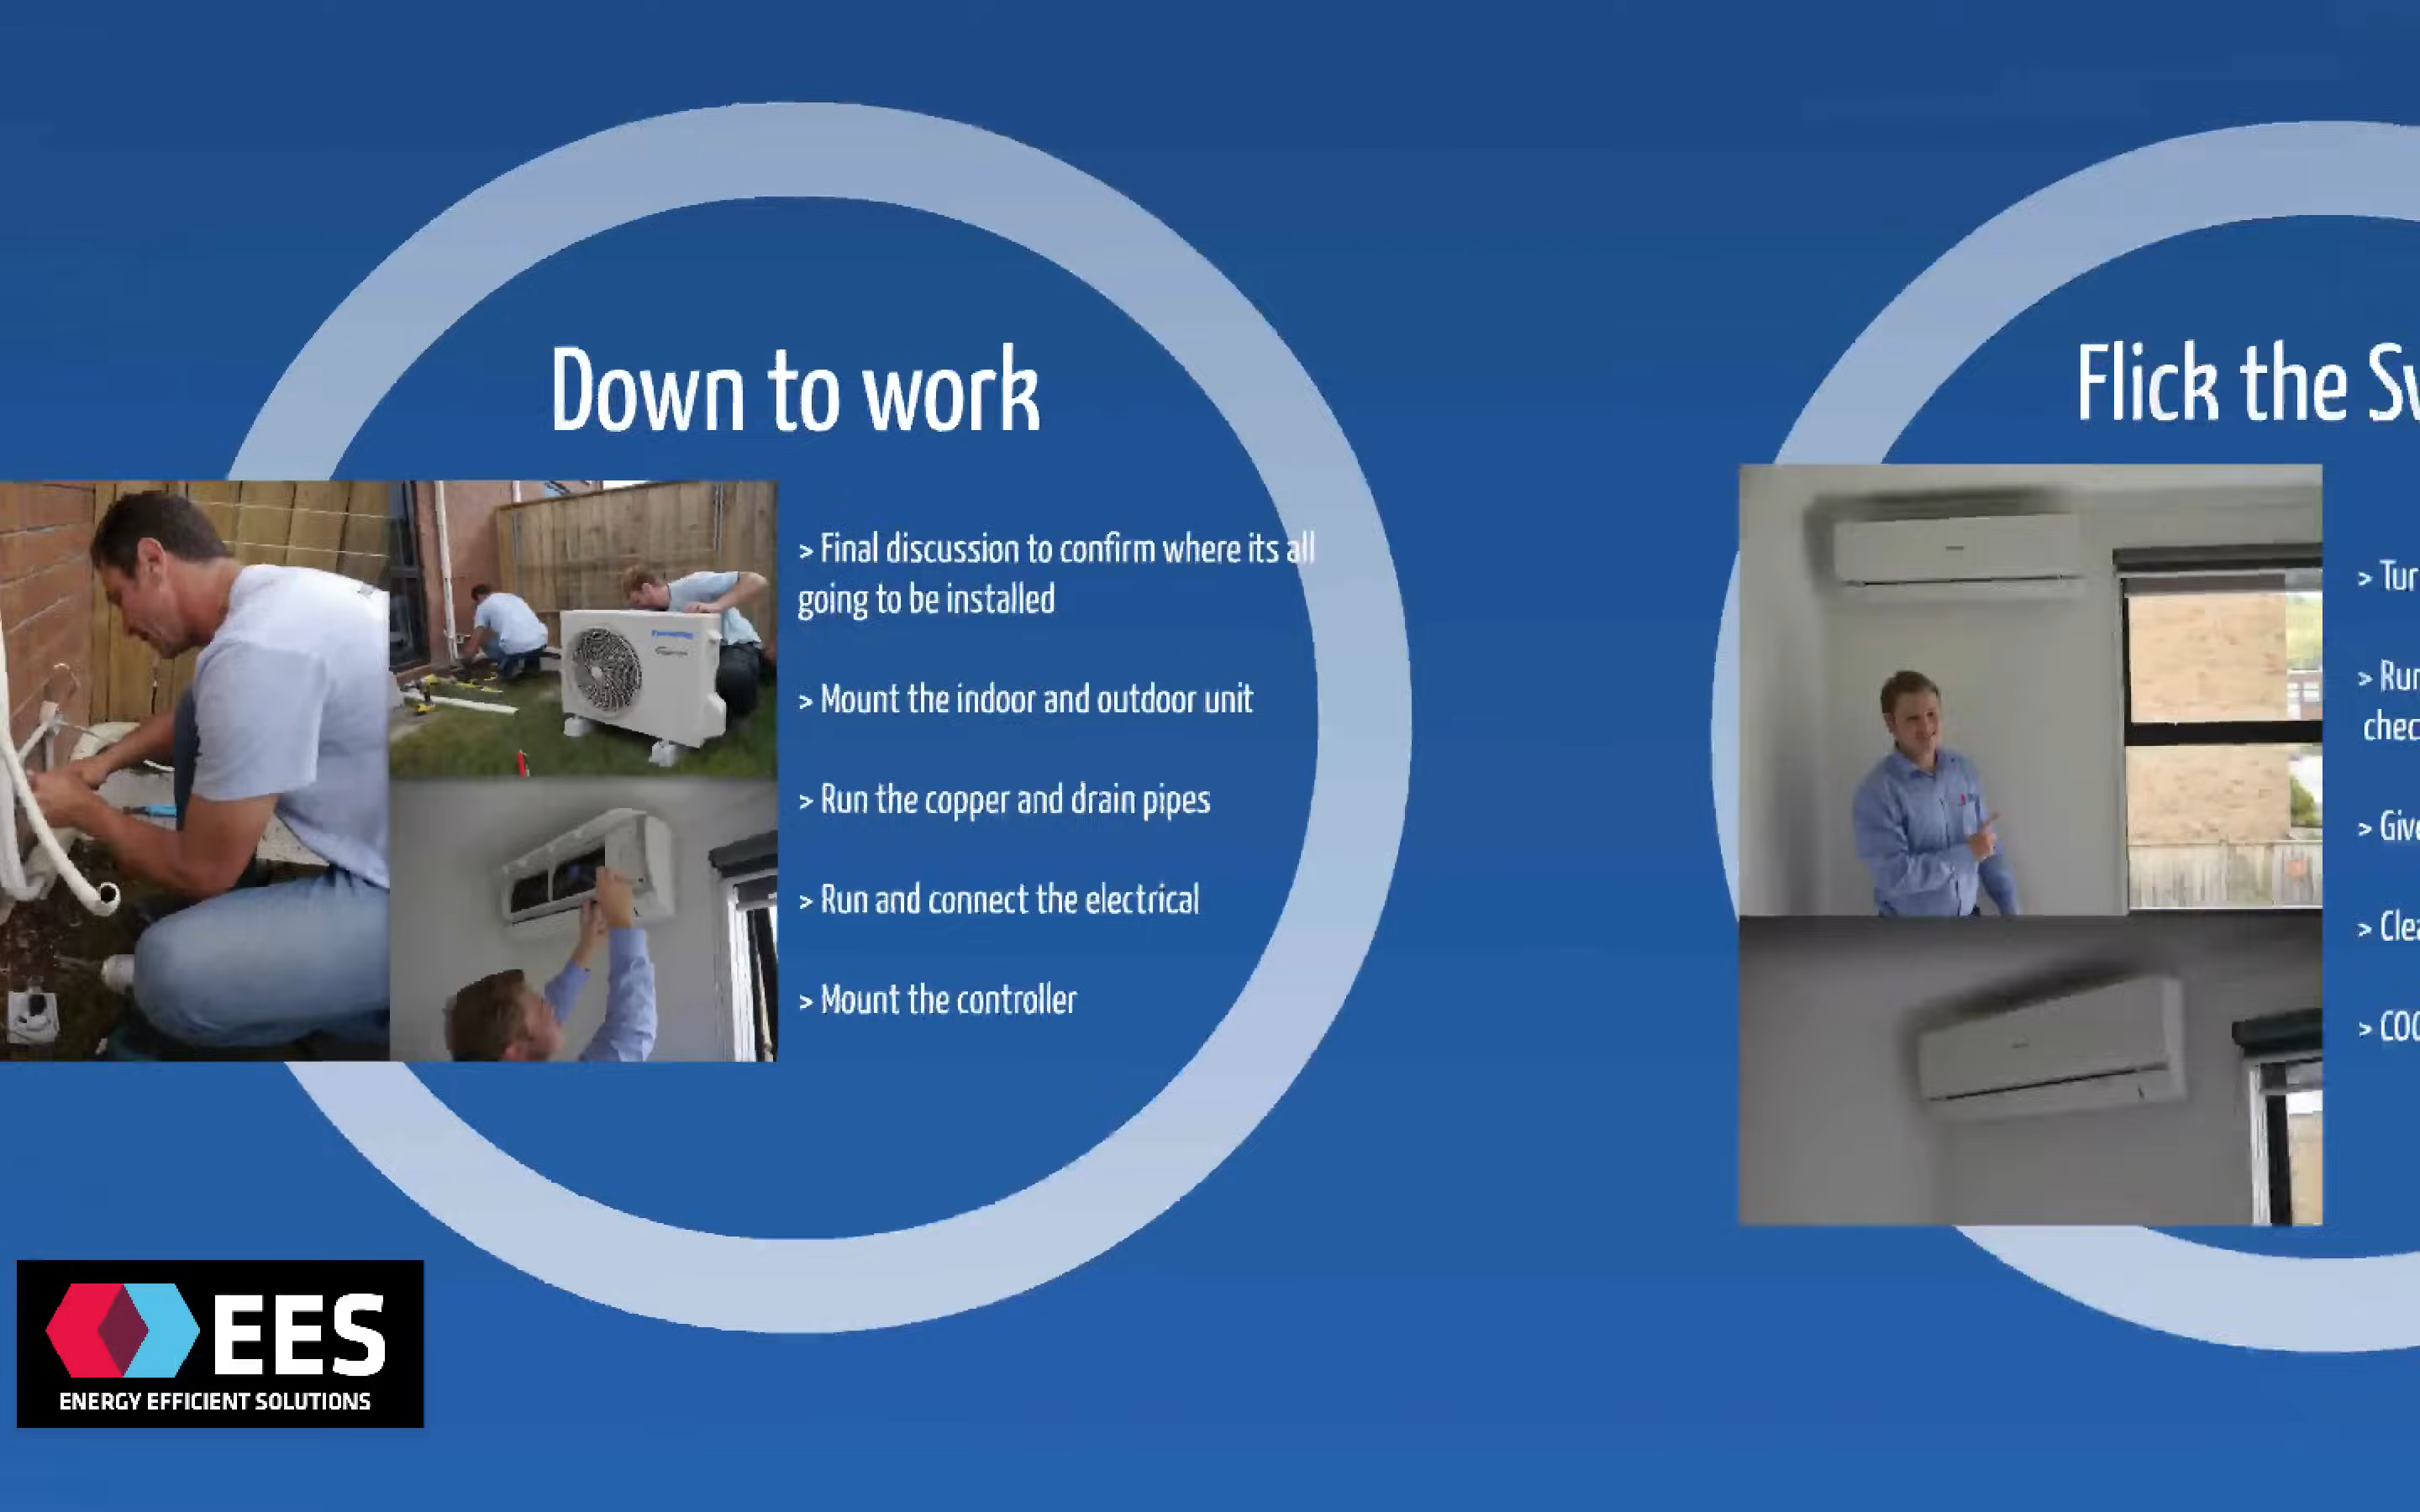 Down to work
> Final discussion to confirm where its all
going to be installed
> Mount the indoor and outdoor unit
> Run the copper and drain pipes
> Run and connect the electrical
> Mount the controller
Flick the
EES
ENERGY EFFICIENT SOLUTIONS